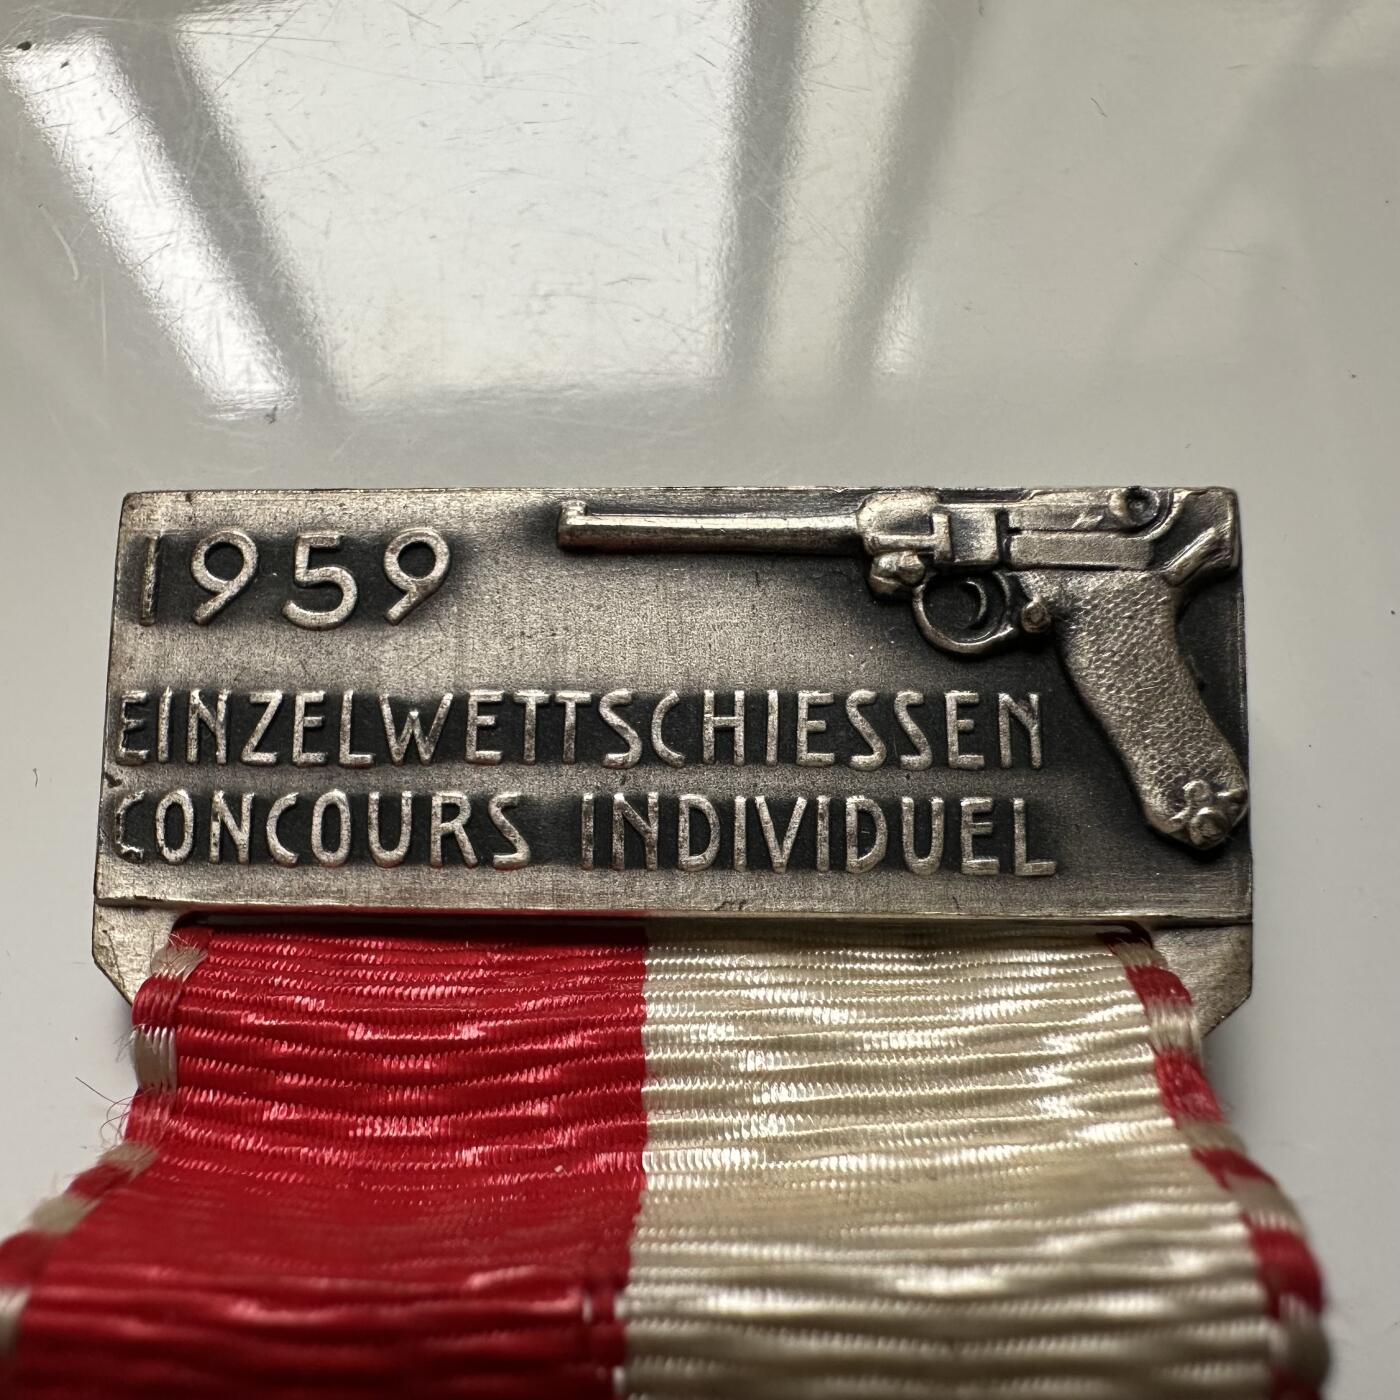 1959
EINZELWETTSCHIESSEN
CONCOURS INDIVIDUEL